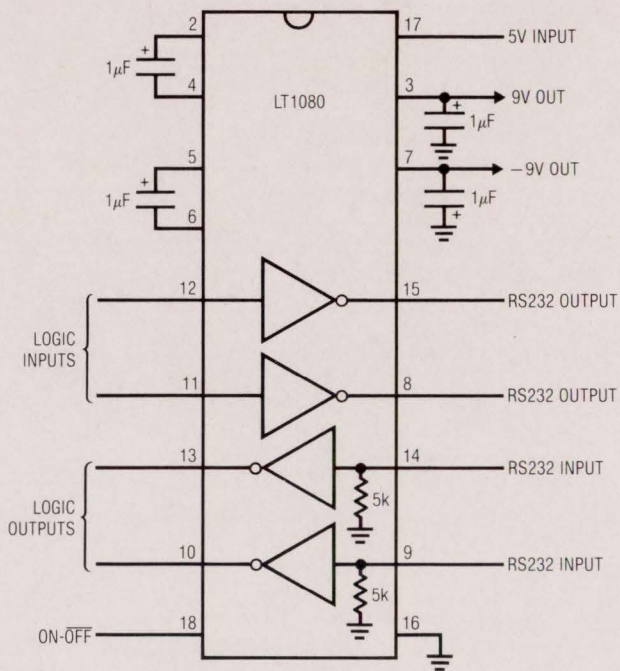 2
17
5V INPUT
+
1µF
4
LT1080
3
9V OUT
+
1µF
5
+
1µF
6
7
−9V OUT
1µF
+
12
15
RS232 OUTPUT
LOGIC
INPUTS
11
8
RS232 OUTPUT
13
14
RS232 INPUT
5k
LOGIC
OUTPUTS
10
9
RS232 INPUT
5k
ON-O̅F̅F̅
18
16